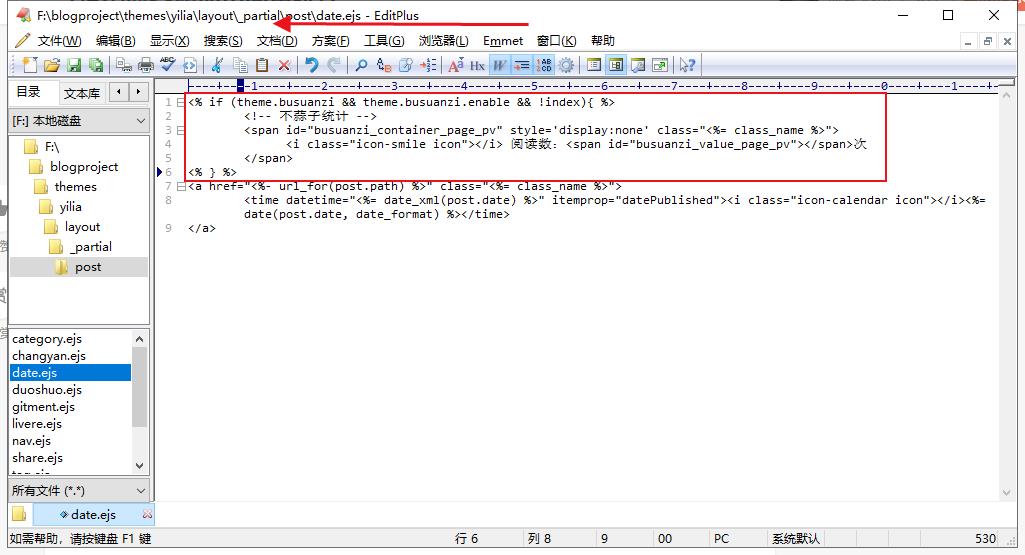 F:\blogproject\themes\yilia\layout\_partial\post\date.ejs - EditPlus
文件(W) 编辑(B) 显示(X) 搜索(S) 文档(D) 方案(F) 工具(G) 浏览器(L) Emmet 窗口(K) 帮助
目录 文本库
[F:] 本地磁盘
F:\
blogproject
themes
yilia
layout
_partial
post
category.ejs
changyan.ejs
date.ejs
duoshuo.ejs
gitment.ejs
livere.ejs
nav.ejs
share.ejs
所有文件 (*.*)
----+----1----+----2----+----3----+----4----+----5----+----6----+----7----+----8----+----9----+----0----+----1----+--
1 <% if (theme.busuanzi && theme.busuanzi.enable && !index){ %>
2 <!-- 不蒜子统计 -->
3 <span id="busuanzi_container_page_pv" style='display:none' class="<%= class_name %>">
4 <i class="icon-smile icon"></i> 阅读数：<span id="busuanzi_value_page_pv"></span>次
5 </span>
6 <% } %>
7 <a href="<%- url_for(post.path) %>" class="<%= class_name %>">
8 <time datetime="<%= date_xml(post.date) %>" itemprop="datePublished"><i class="icon-calendar icon"></i><%=
date(post.date, date_format) %></time>
9 </a>
date.ejs
如需帮助，请按键盘 F1 键 行 6 列 8 9 00 PC 系统默认 530